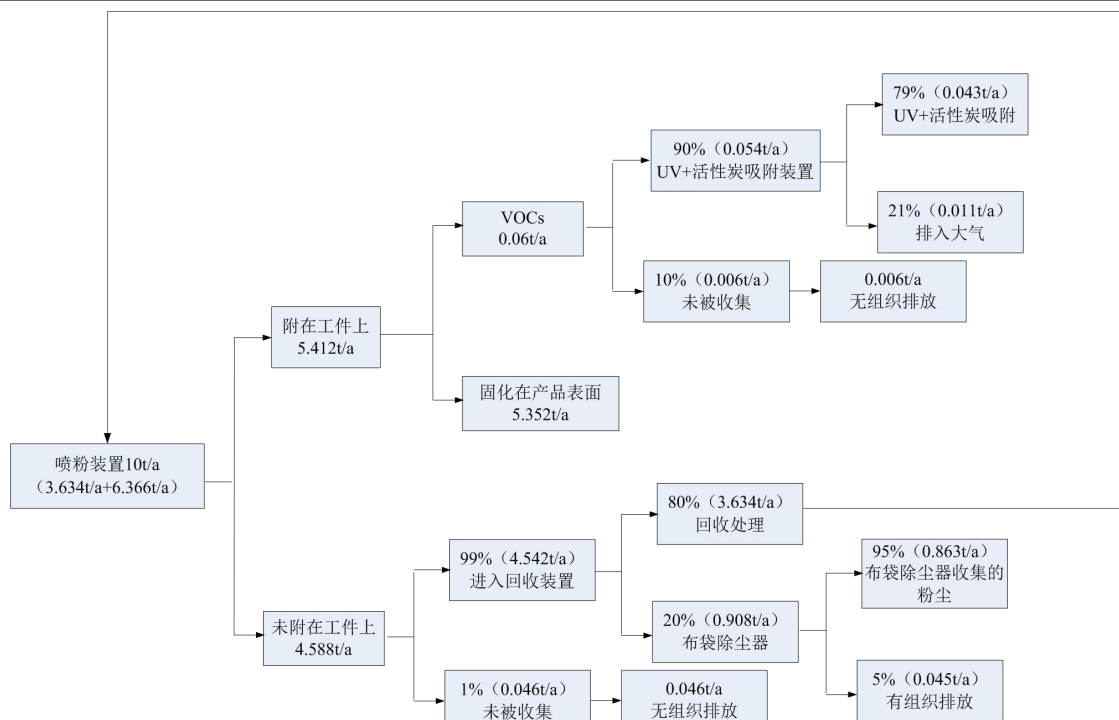 79%（0.043t/a）
UV+活性炭吸附
90%（0.054t/a）
UV+活性炭吸附装置
21%（0.011t/a）
排入大气
VOCs
0.06t/a
10%（0.006t/a）
未被收集
0.006t/a
无组织排放
附在工件上
5.412t/a
固化在产品表面
5.352t/a
喷粉装置10t/a
（3.634t/a+6.366t/a）
80%（3.634t/a）
回收处理
99%（4.542t/a）
进入回收装置
95%（0.863t/a）
布袋除尘器收集的
粉尘
20%（0.908t/a）
布袋除尘器
未附在工件上
4.588t/a
5%（0.045t/a）
有组织排放
1%（0.046t/a）
未被收集
0.046t/a
无组织排放